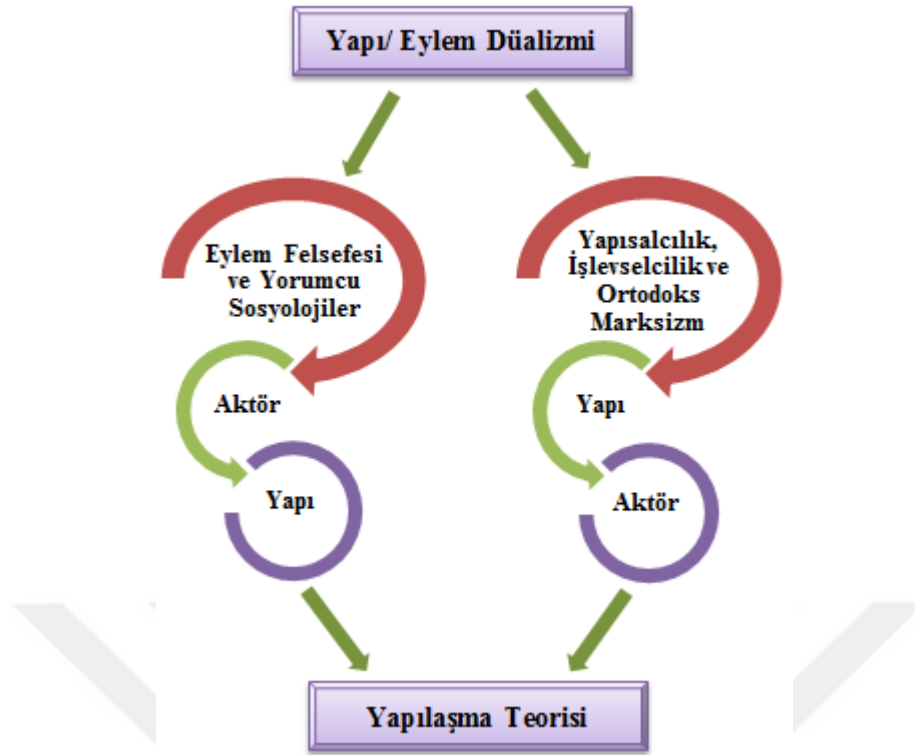 Yapı/ Eylem Düalizmi
Eylem Felsefesi
ve Yorumcu
Sosyolojiler
Aktör
Yapı
Yapısalcılık,
İşlevselcilik ve
Ortodoks
Marksizm
Yapı
Aktör
Yapılaşma Teorisi